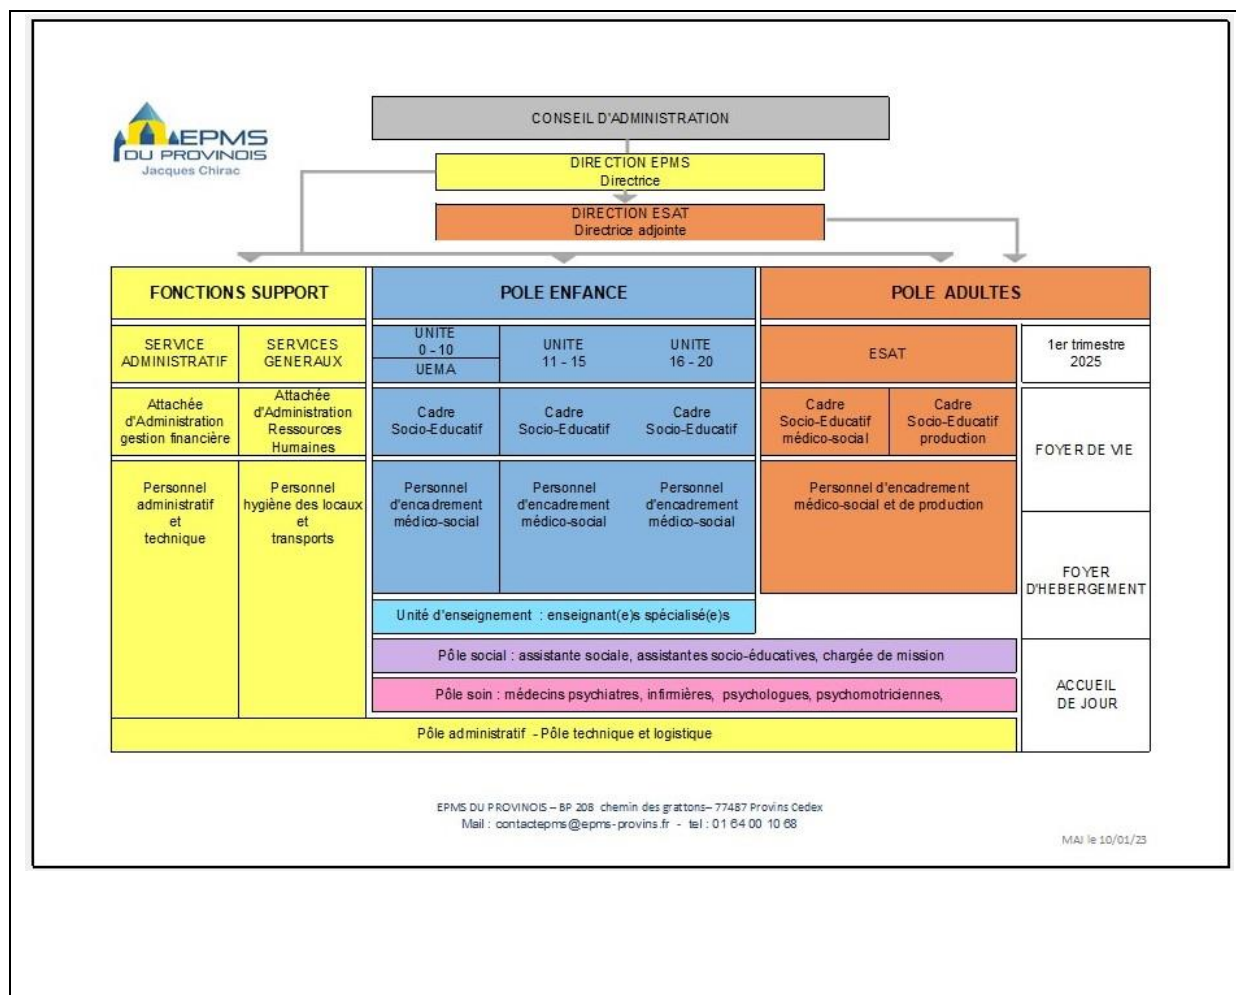 EPMS
DU PROVINOIS
Jacques Chirac
CONSEIL D'ADMINISTRATION
DIRECTION EPMS
Directrice
DIRECTION ESAT
Directrice adjointe
FONCTIONS SUPPORT
POLE ENFANCE
POLE ADULTES
SERVICE
ADMINISTRATIF
SERVICES
GENERAUX
UNITE
0 - 10
UEMA
UNITE
11 - 15
UNITE
16 - 20
ESAT
1er trimestre
2025
Attachée
d'Administration
gestion financière
Attachée
d'Administration
Ressources
Humaines
Cadre
Socio-Educatif
Cadre
Socio-Educatif
Cadre
Socio-Educatif
Cadre
Socio-Educatif
médico-social
Cadre
Socio-Educatif
production
FOYER DE VIE
Personnel
administratif
et
technique
Personnel
hygiène des locaux
et
transports
Personnel
d'encadrement
médico-social
Personnel
d'encadrement
médico-social
Personnel
d'encadrement
médico-social
Personnel d'encadrement
médico-social et de production
FOYER
D'HEBERGEMENT
Unité d'enseignement : enseignant(e)s spécialisé(e)s
Pôle social : assistante sociale, assistantes socio-éducatives, chargée de mission
Pôle soin : médecins psychiatres, infirmières, psychologues, psychomotriciennes,
ACCUEIL
DE JOUR
Pôle administratif - Pôle technique et logistique
EPMS DU PROVINOIS – BP 208 chemin des grattons– 77487 Provins Cedex
Mail : contactepms@epms-provins.fr - tel : 01 64 00 10 68
MAJ le 10/01/23